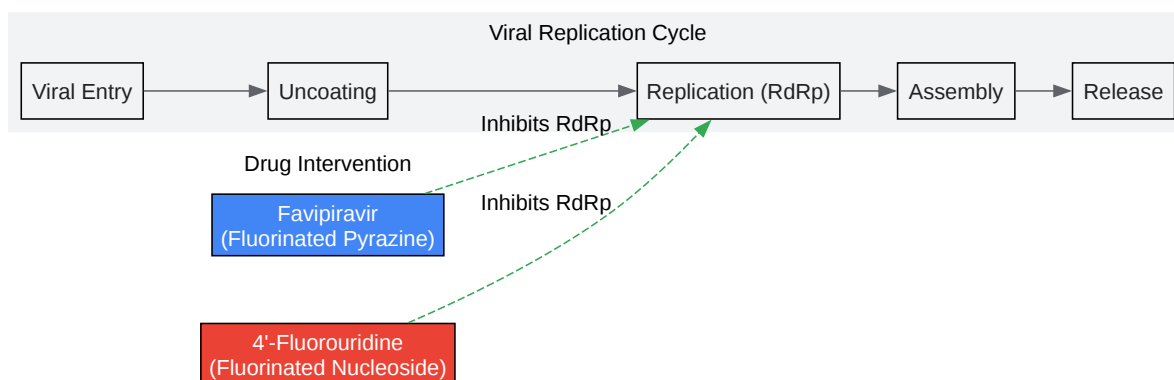 Viral Replication Cycle
Viral Entry
Uncoating
Replication (RdRp)
Assembly
Release
Inhibits RdRp
Drug Intervention
Favipiravir
(Fluorinated Pyrazine)
Inhibits RdRp
4'-Fluorouridine
(Fluorinated Nucleoside)